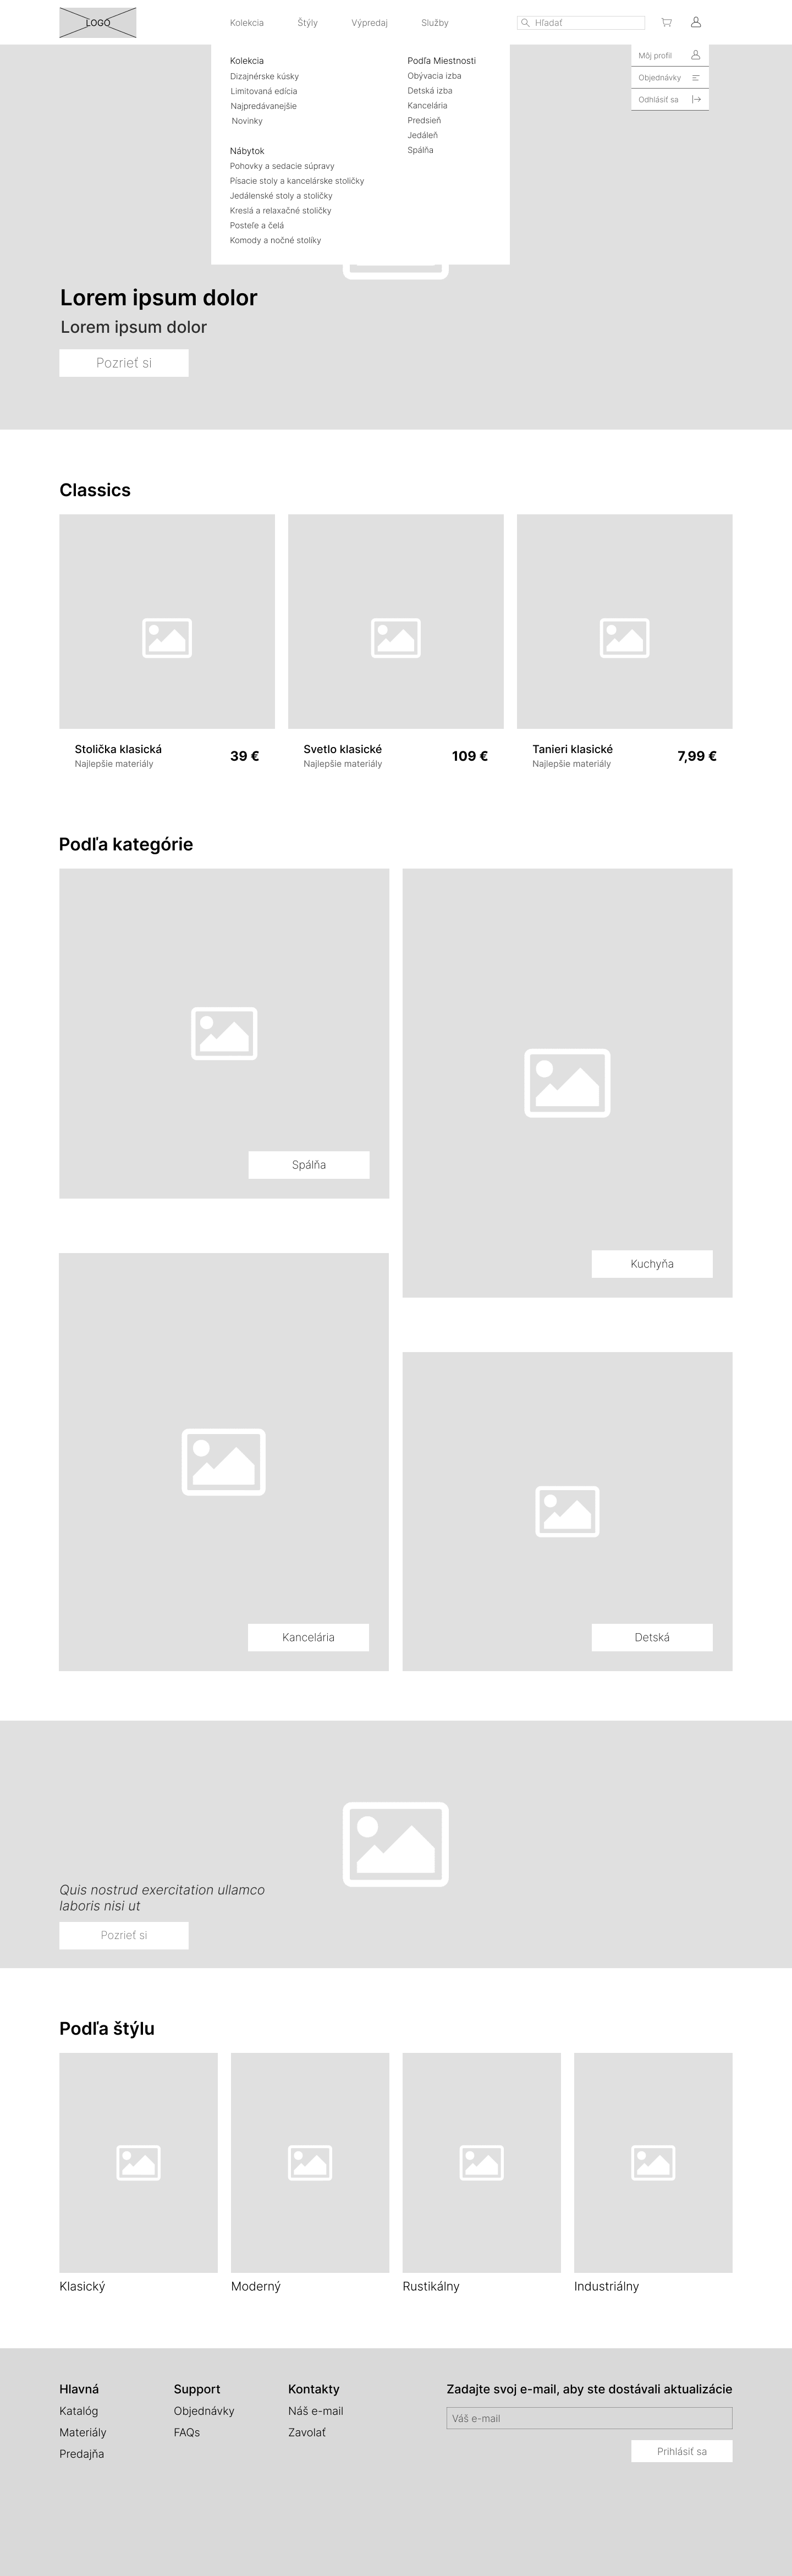 LOGO
Kolekcia
Štýly
Výpredaj
Služby
Hľadať
Kolekcia
Dizajnérske kúsky
Limitovaná edícia
Najpredávanejšie
Novinky
Nábytok
Pohovky a sedacie súpravy
Písacie stoly a kancelárske stoličky
Jedálenské stoly a stoličky
Kreslá a relaxačné stoličky
Posteľe a čelá
Komody a nočné stolíky
Podľa Miestnosti
Obývacia izba
Detská izba
Kancelária
Predsieň
Jedáleň
Spálňa
Môj profil
Objednávky
Odhlásiť sa
Lorem ipsum dolor
Lorem ipsum dolor
Pozrieť si
Classics
Stolička klasická
Najlepšie materiály
39 €
Svetlo klasické
Najlepšie materiály
109 €
Tanieri klasické
Najlepšie materiály
7,99 €
Podľa kategórie
Spálňa
Kuchyňa
Kancelária
Detská
Quis nostrud exercitation ullamco
laboris nisi ut
Pozrieť si
Podľa štýlu
Klasický
Moderný
Rustikálny
Industriálny
Hlavná
Katalóg
Materiály
Predajňa
Support
Objednávky
FAQs
Kontakty
Náš e-mail
Zavolať
Zadajte svoj e-mail, aby ste dostávali aktualizácie
Váš e-mail
Prihlásiť sa